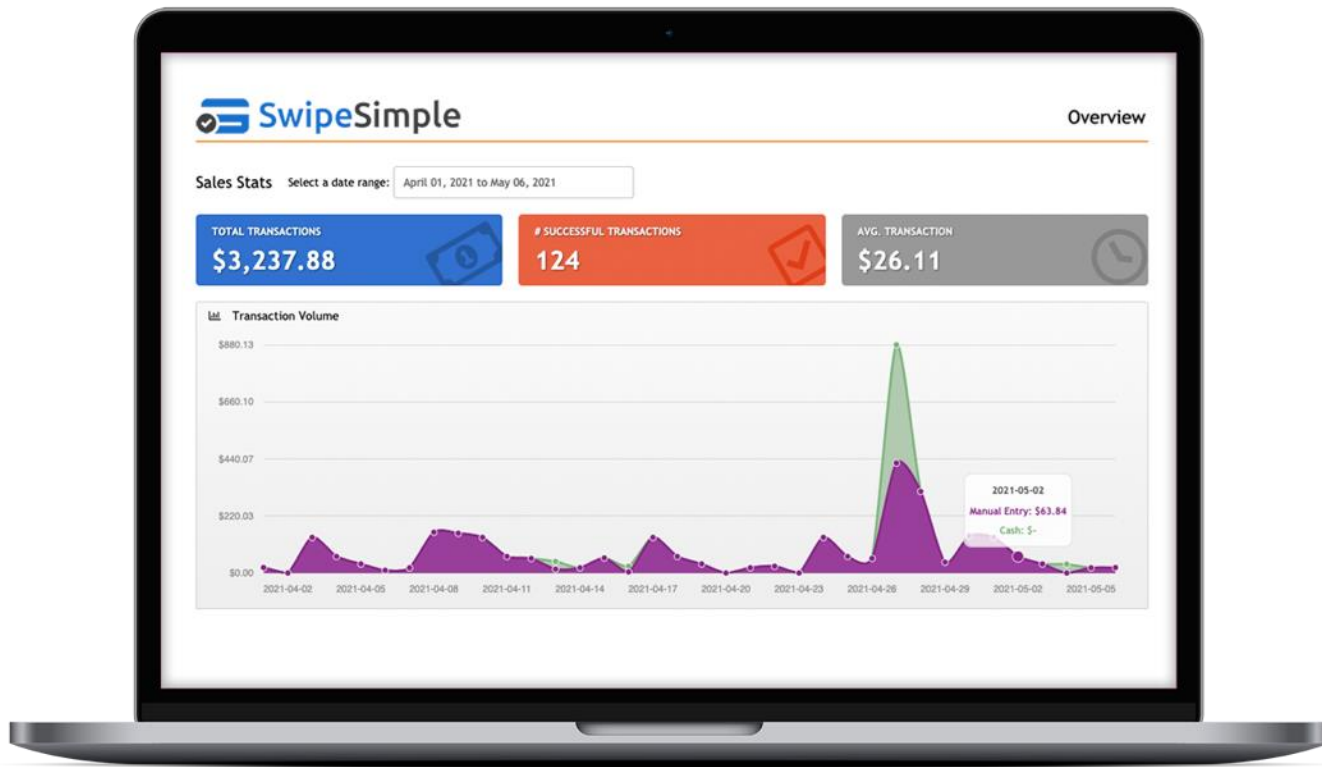 SwipeSimple
Overview
Sales Stats Select a date range: April 01, 2021 to May 06, 2021
TOTAL TRANSACTIONS
$3,237.88
# SUCCESSFUL TRANSACTIONS
124
AVG. TRANSACTION
$26.11
Transaction Volume
$880.13
$660.10
$440.07
$220.03
$0.00
2021-05-02
Manual Entry: $63.84
Cash: $-
2021-04-02 2021-04-05 2021-04-08 2021-04-11 2021-04-14 2021-04-17 2021-04-20 2021-04-23 2021-04-26 2021-04-29 2021-05-02 2021-05-05